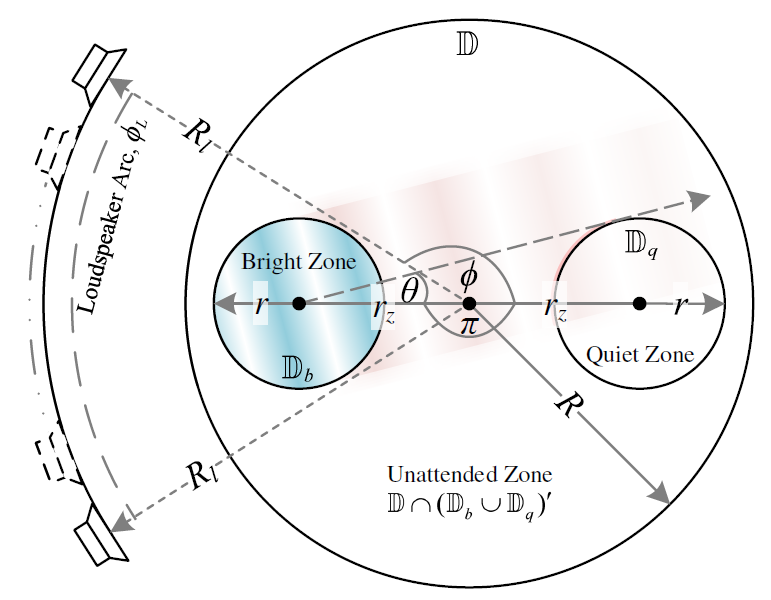 𝔻
R_l
Loudspeaker Arc, ϕ_L
𝔻_q
Bright Zone
ϕ
θ
r
r_z
π
r_z
r
𝔻_b
Quiet Zone
R
R_l
Unattended Zone
𝔻 ∩ (𝔻_b ∪ 𝔻_q)′